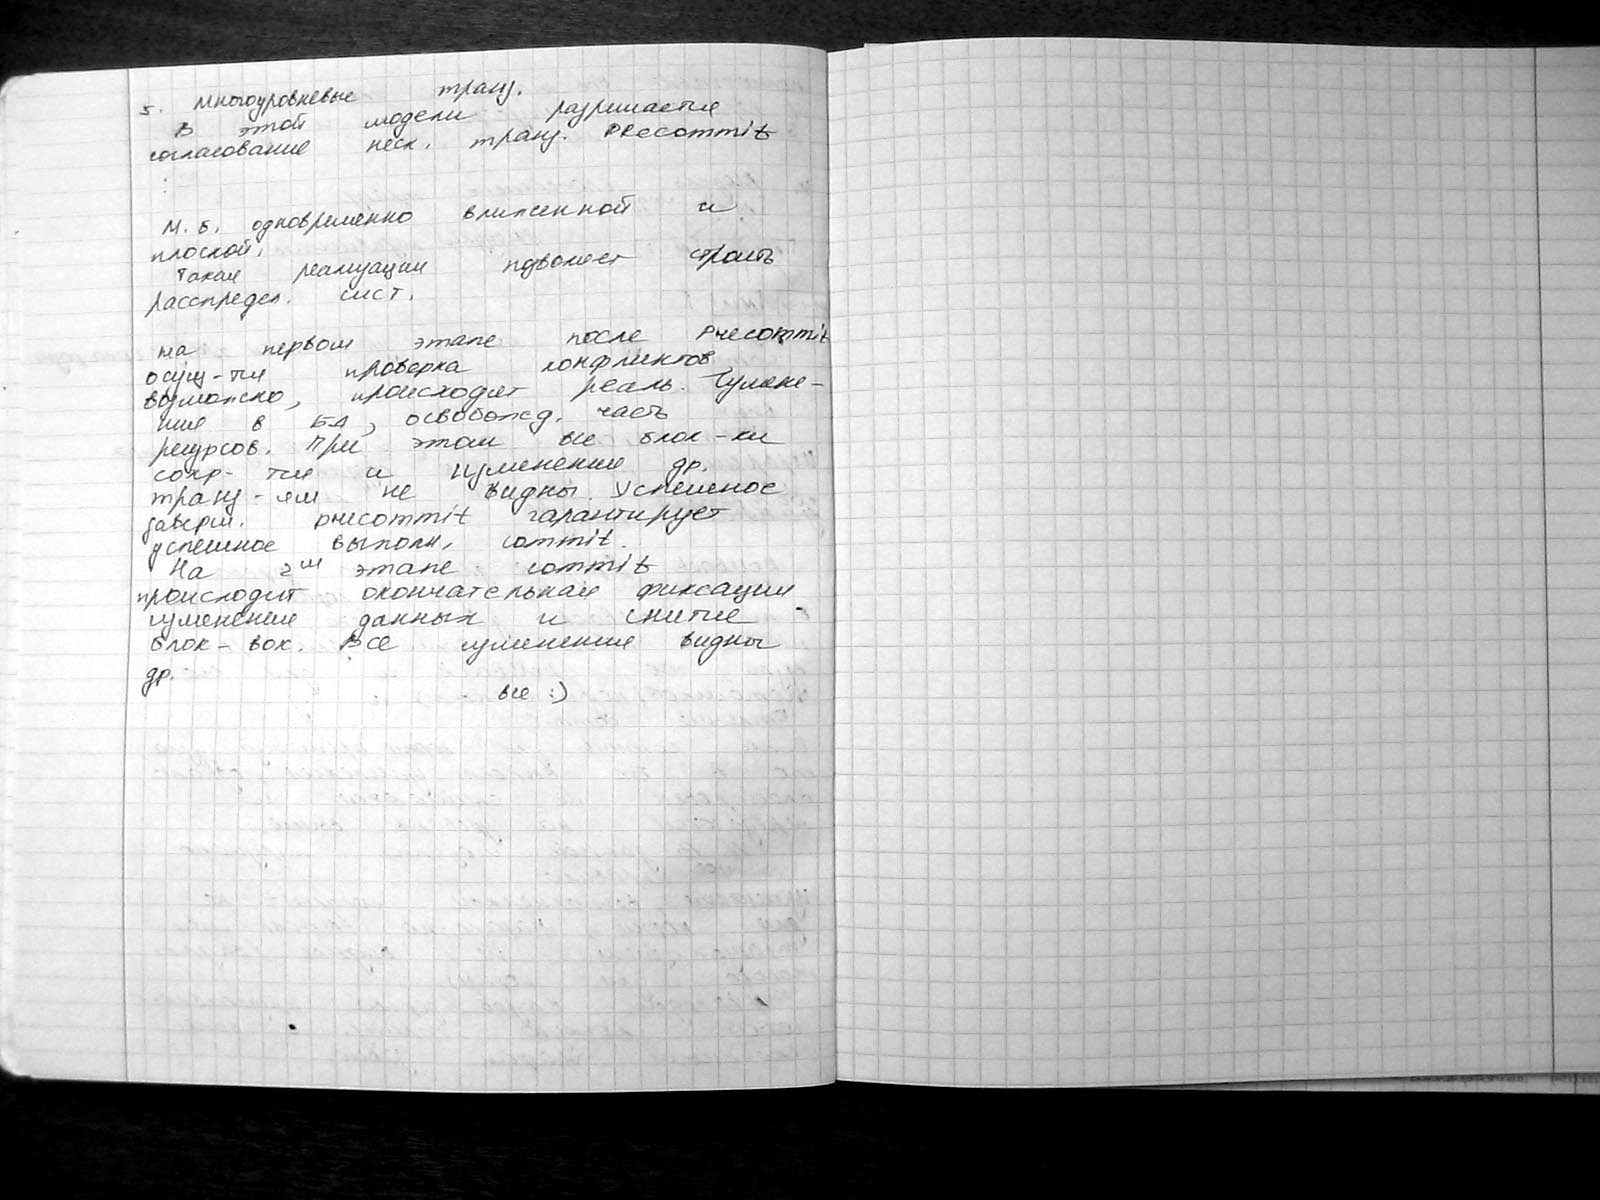 5. Многоуровневые транз.
В этой модели разрешается
согласование неск. транз. Precommit
:
М.б. одновременно вложенной и
плоской.
Такая реализация позволяет строить
распредел. сист.
На первом этапе после Precommit
осущ-тся проверка конфликтов
возможно, происходит реаль. измене-
ния в БД, освобожд. часть
ресурсов. При этом все блок-ки
сохр-тся и изменения др.
транз-ям не видны. Успешное
заверш. precommit гарантирует
успешное выполн. commit.
На 2ом этапе commit
происходит окончательная фиксация
изменения данных и снятие
блок-вок. Все изменения видны
др.
все :)